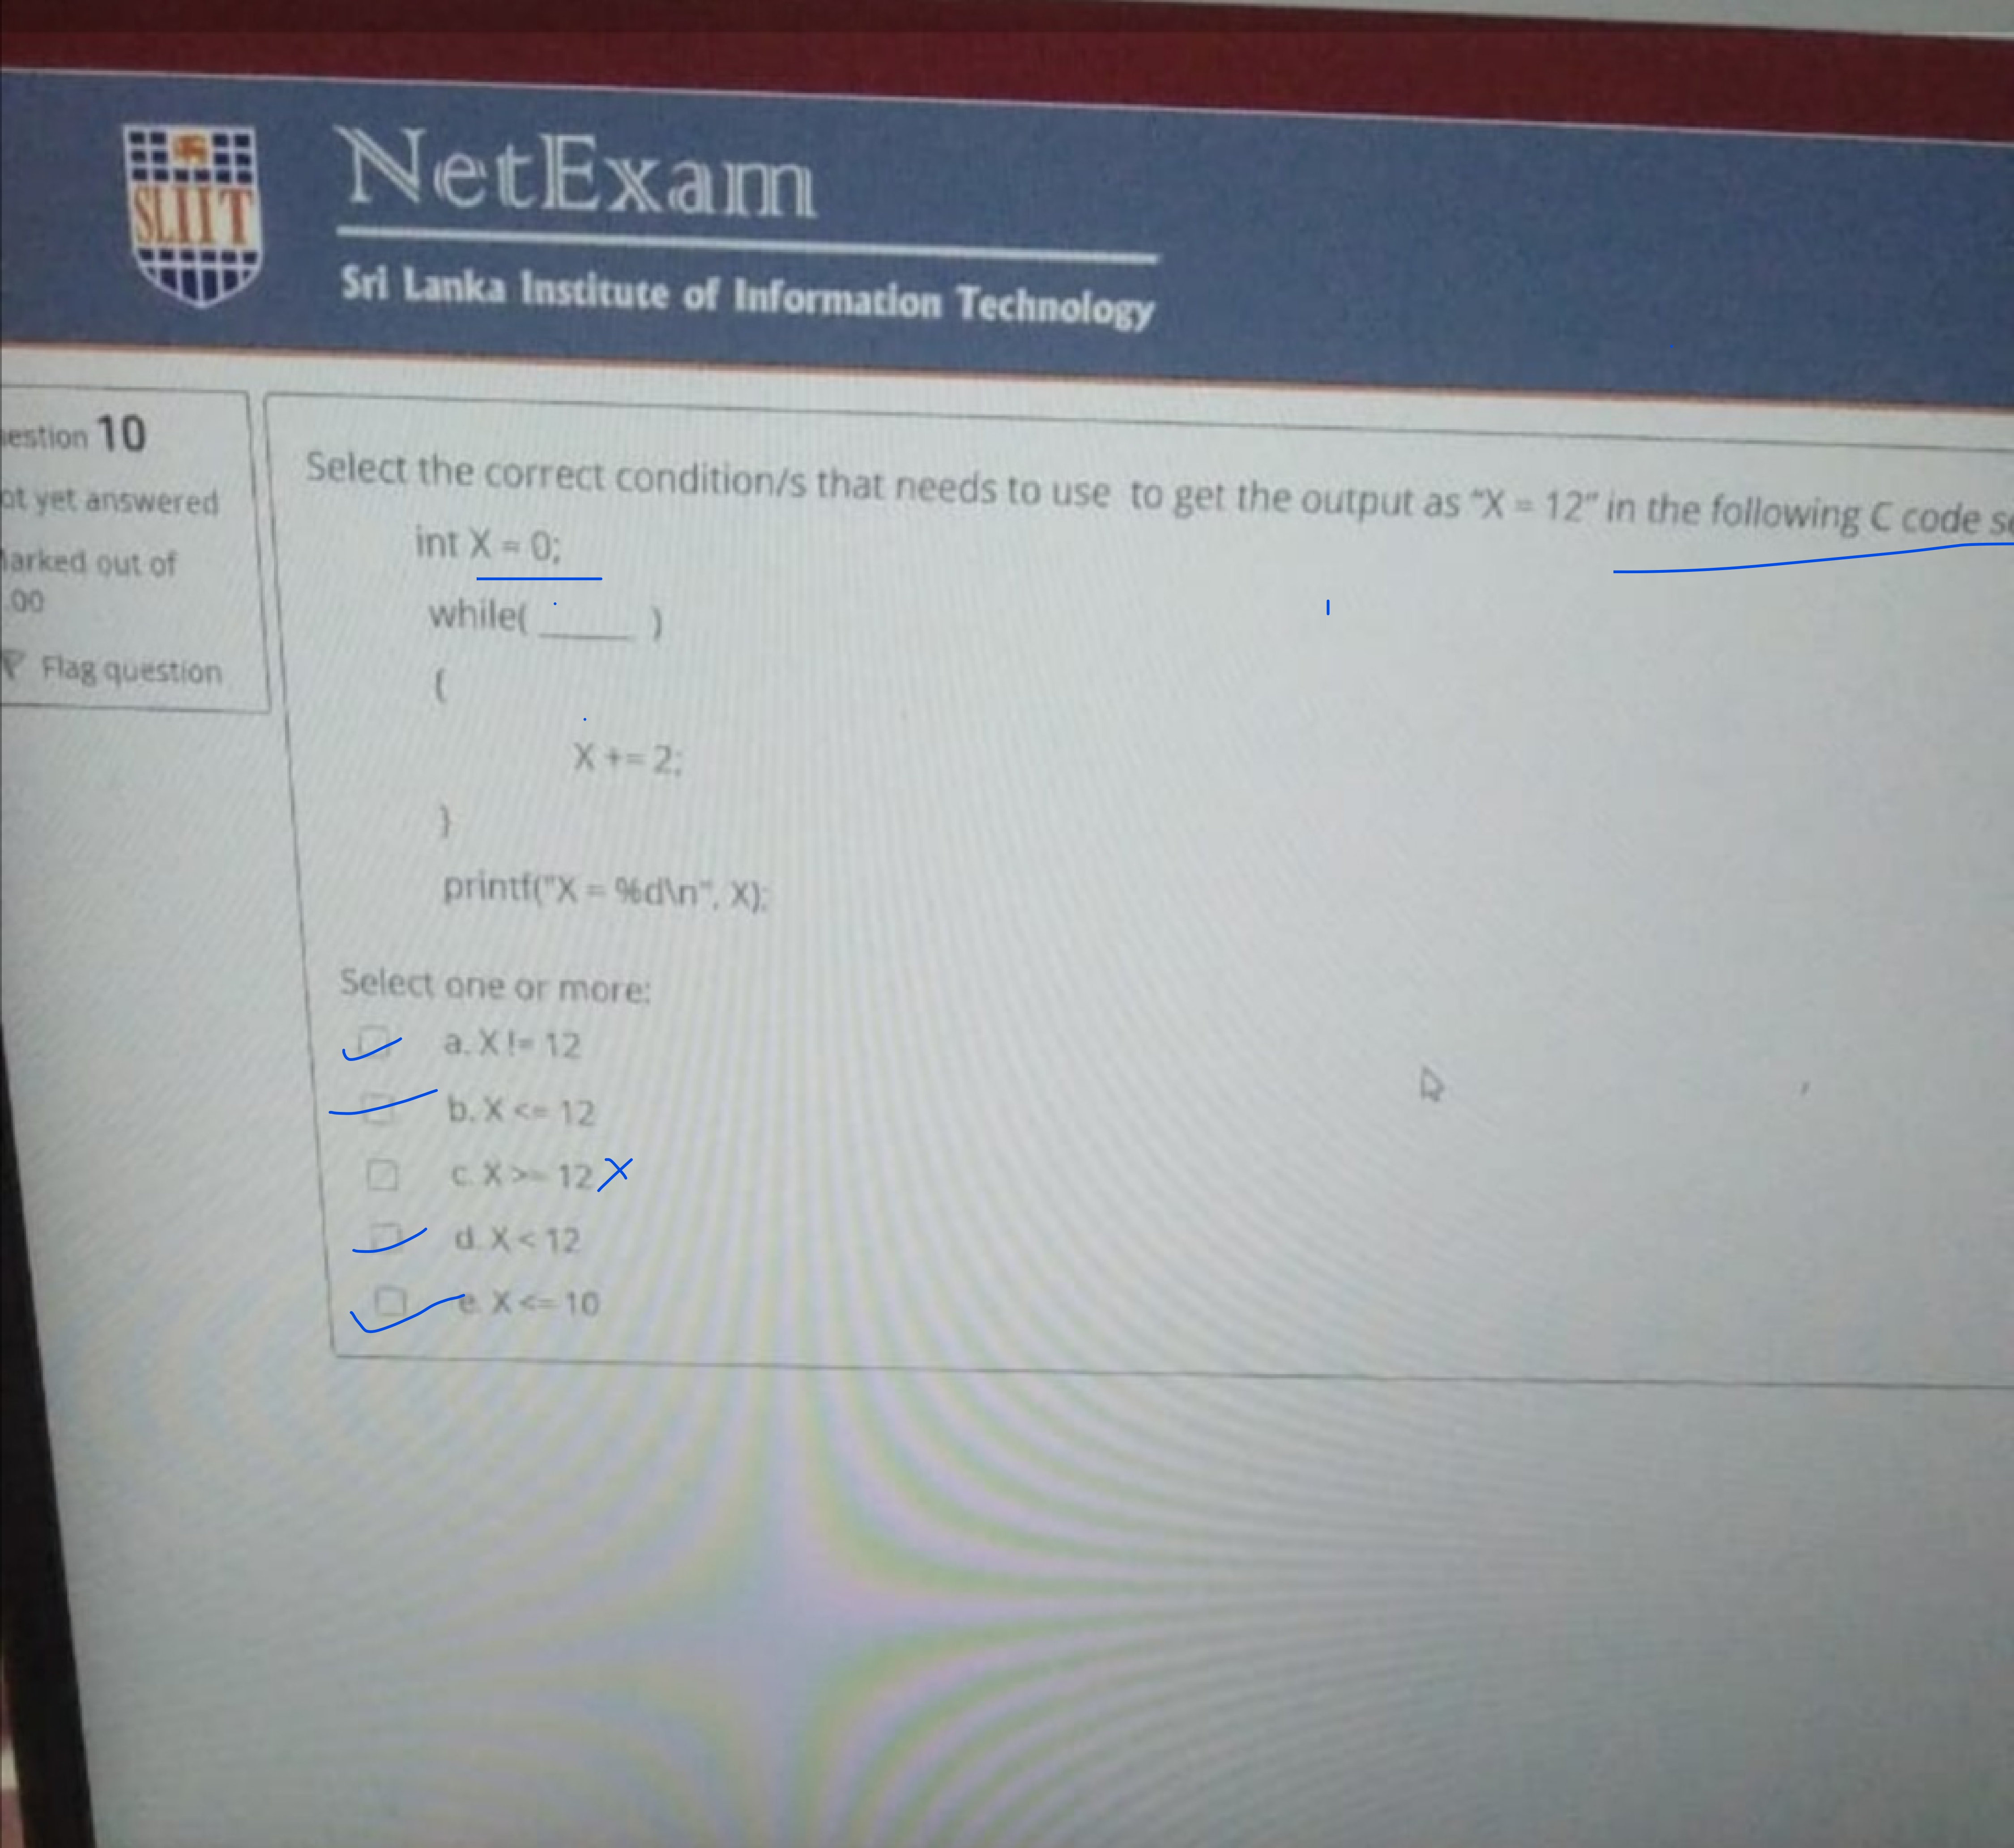 SLIIT
NetExam
Sri Lanka Institute of Information Technology
estion 10
ot yet answered
arked out of
.00
Flag question
Select the correct condition/s that needs to use to get the output as "X = 12" in the following C code
int X = 0;
while( _____ )
{
X += 2;
}
printf("X = %d\n", X);
Select one or more:
a. X != 12
b. X <= 12
c. X >= 12 X
d. X < 12
e. X <= 10